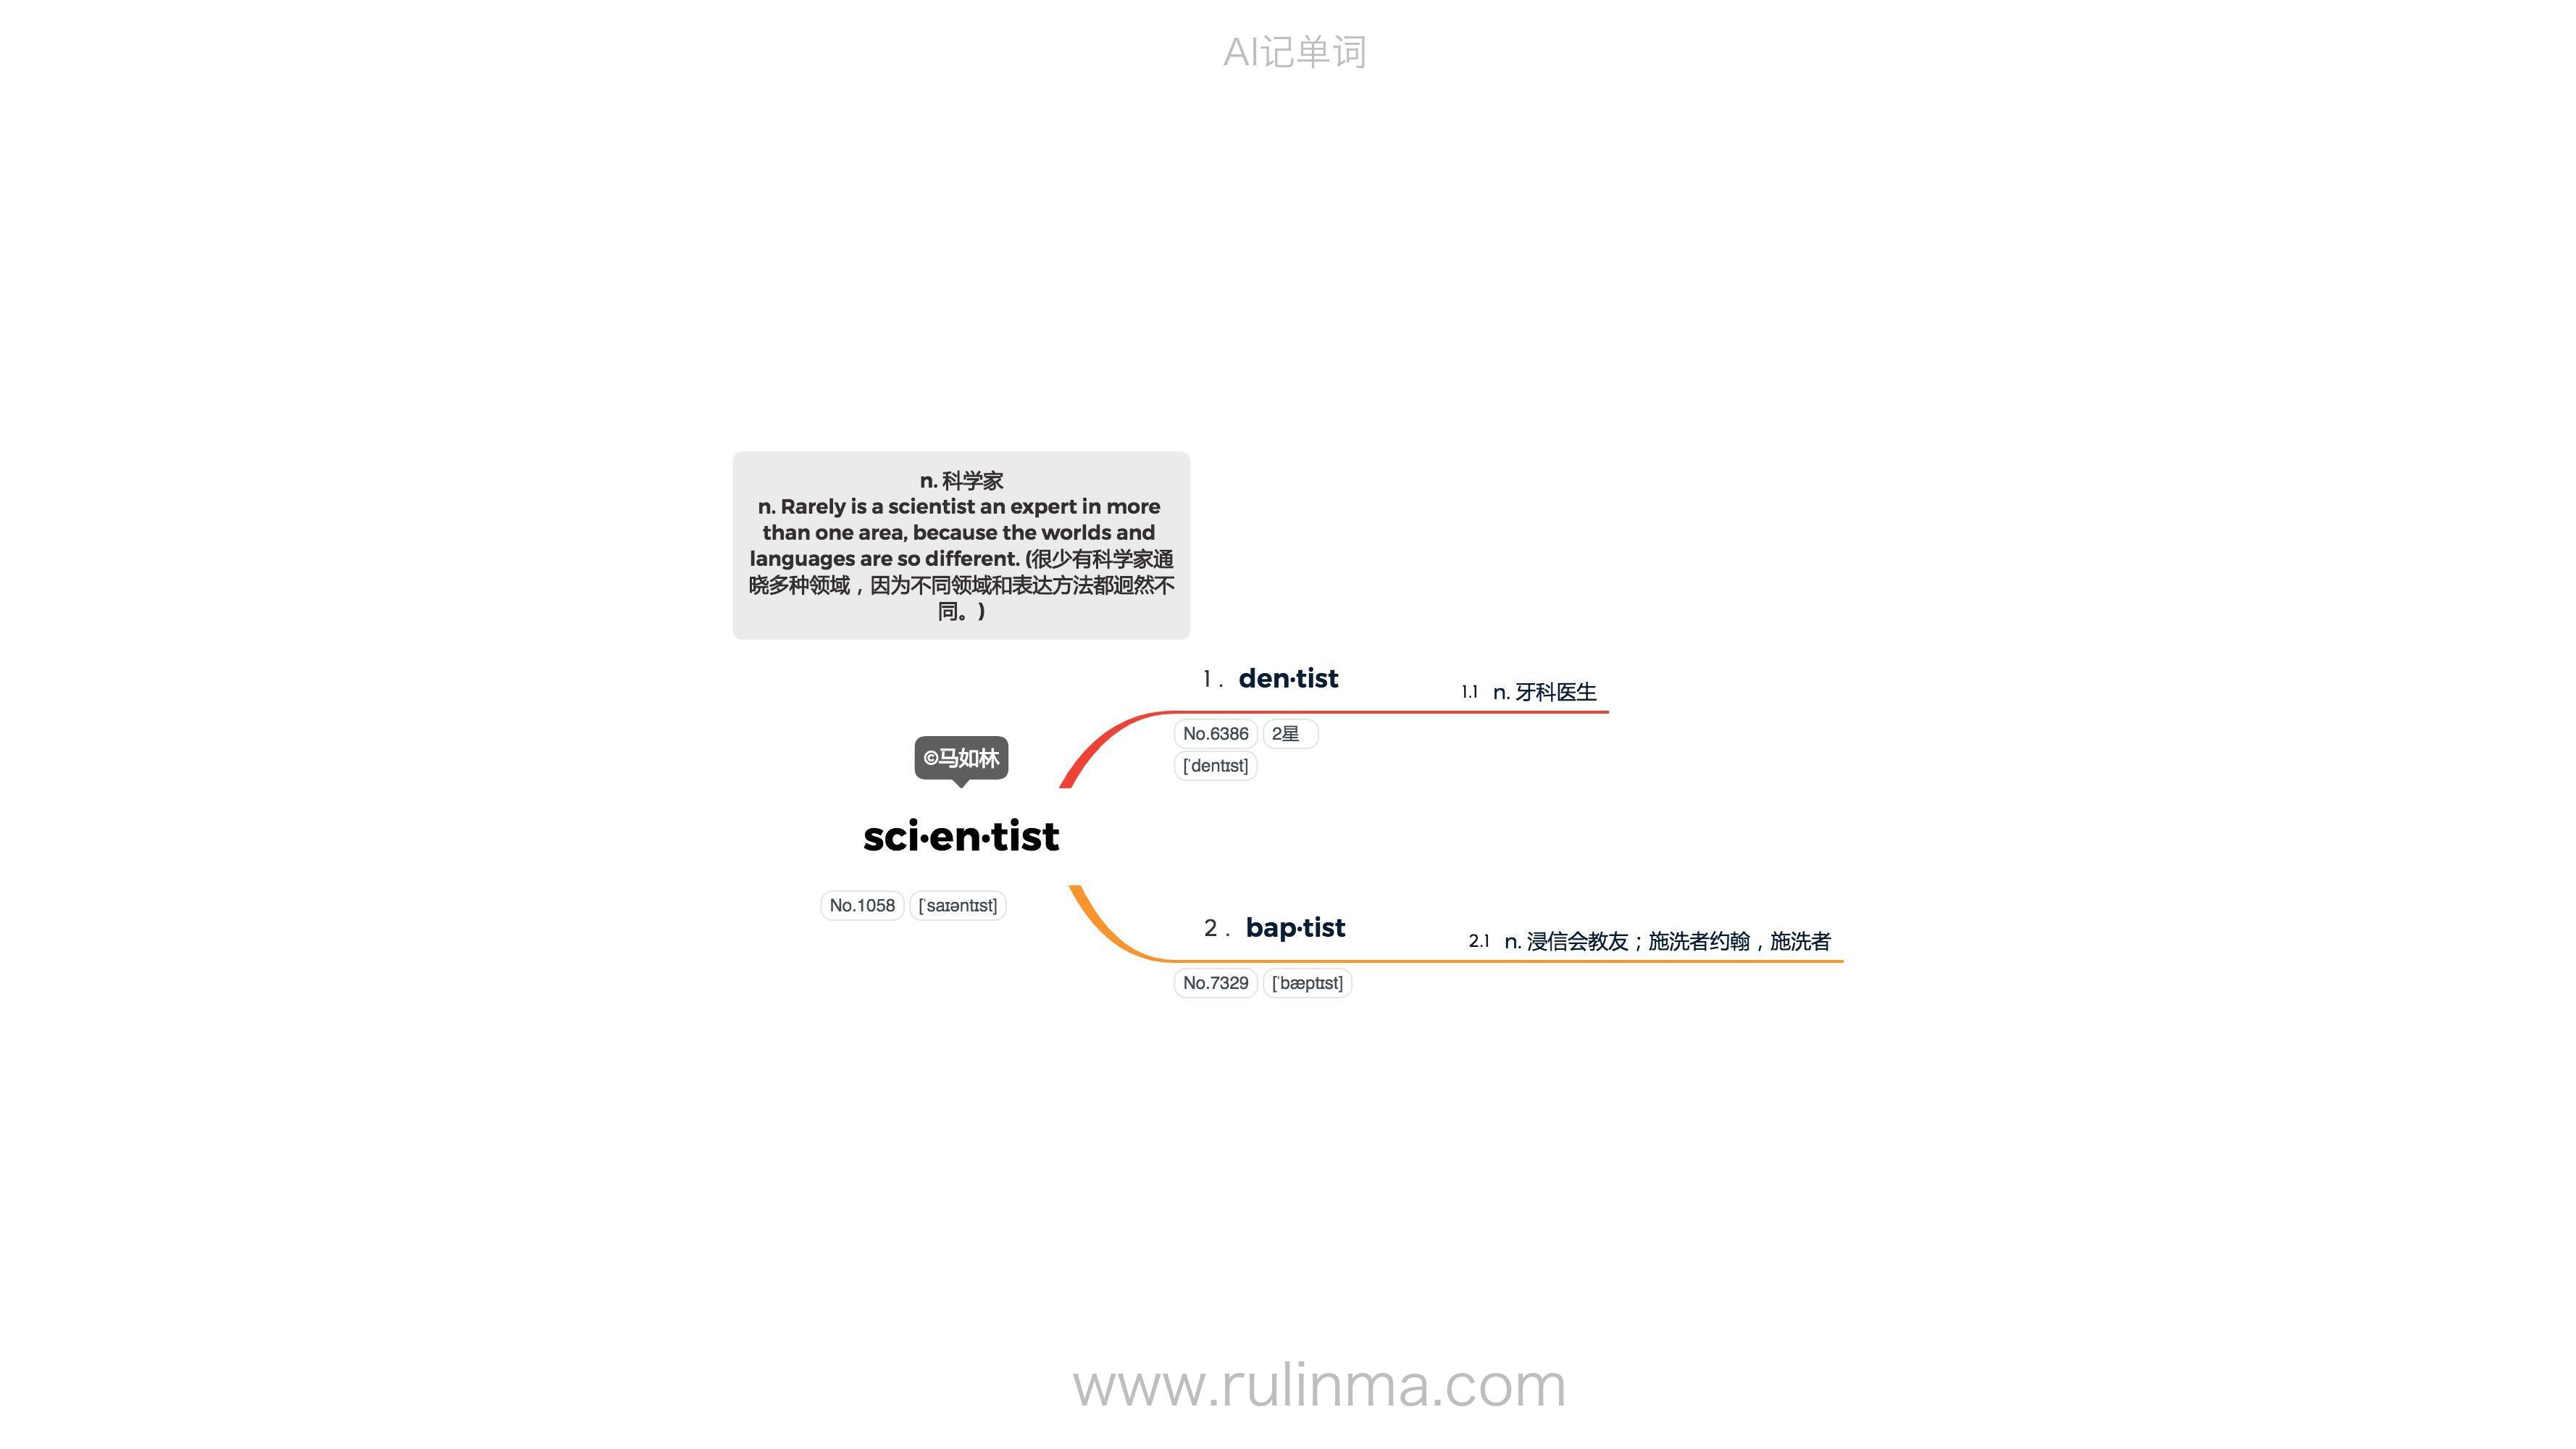 AI记单词
n. 科学家
n. Rarely is a scientist an expert in more
than one area, because the worlds and
languages are so different. (很少有科学家通
晓多种领域，因为不同领域和表达方法都迥然不
同。)
1. den·tist
1.1 n. 牙科医生
No.6386 2星
[ˈdentɪst]
©马如林
sci·en·tist
No.1058 [ˈsaɪəntɪst]
2. bap·tist
2.1 n. 浸信会教友；施洗者约翰，施洗者
No.7329 [ˈbæptɪst]
www.rulinma.com